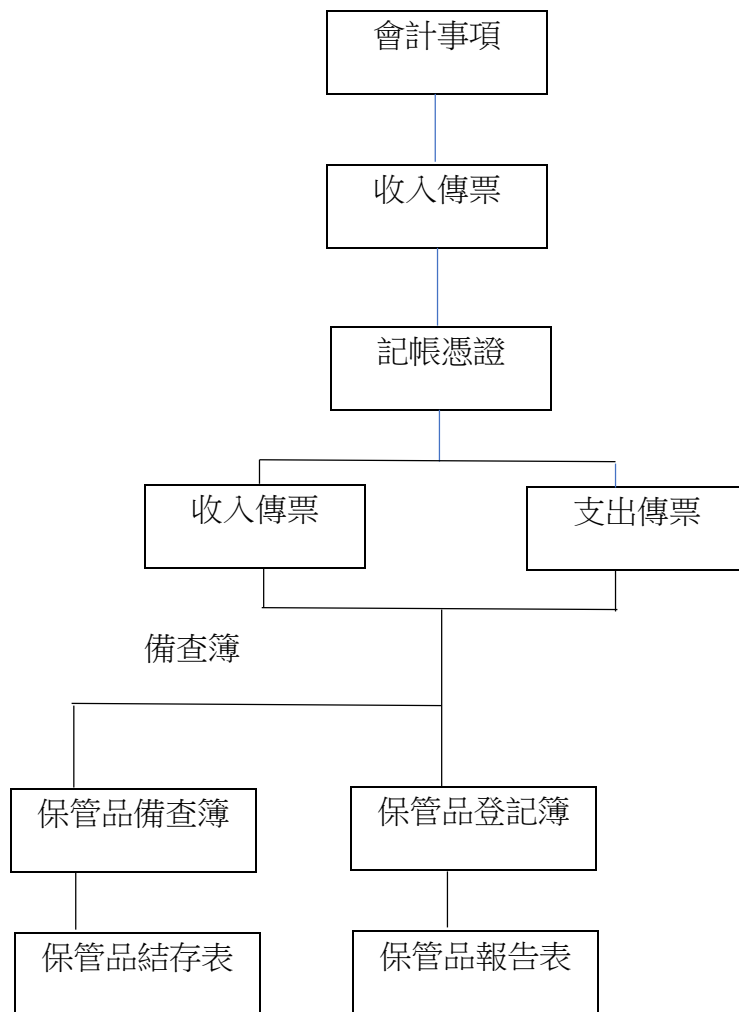 會計事項
收入傳票
記帳憑證
收入傳票
支出傳票
備查簿
保管品備查簿
保管品登記簿
保管品結存表
保管品報告表